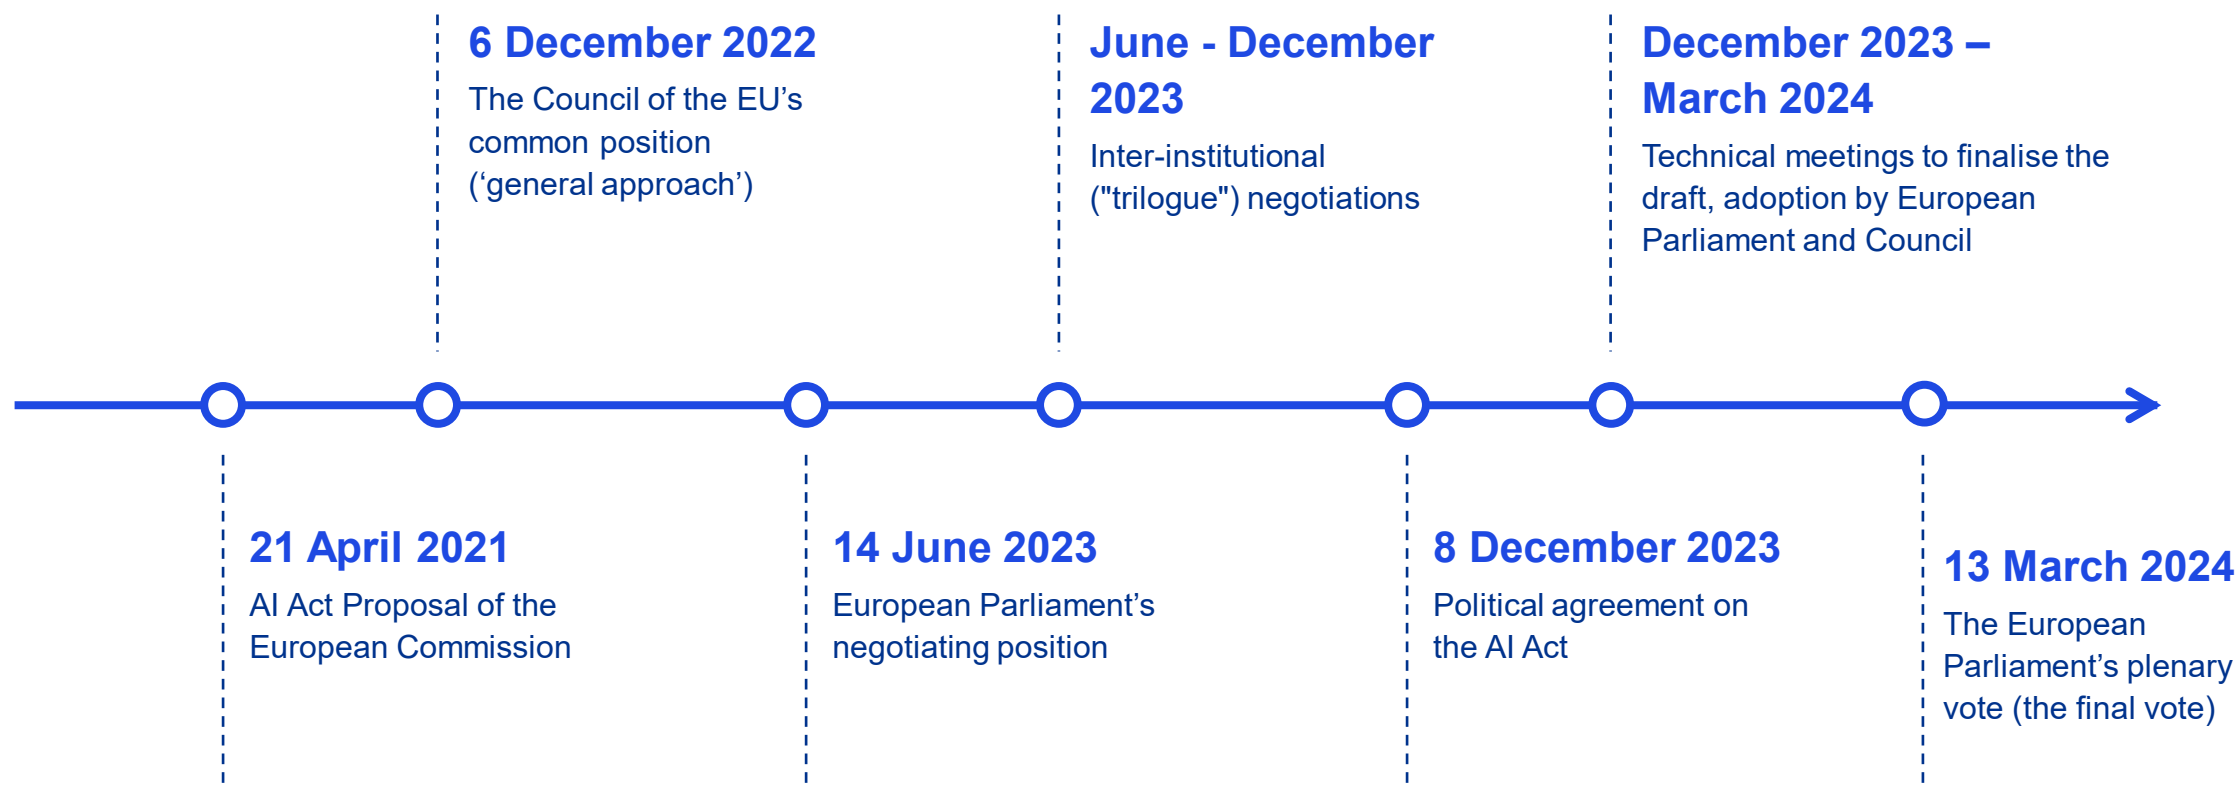 6 December 2022
The Council of the EU’s
common position
(‘general approach’)
June - December
2023
Inter-institutional
("trilogue") negotiations
December 2023 –
March 2024
Technical meetings to finalise the
draft, adoption by European
Parliament and Council
21 April 2021
AI Act Proposal of the
European Commission
14 June 2023
European Parliament’s
negotiating position
8 December 2023
Political agreement on
the AI Act
13 March 2024
The European
Parliament’s plenary
vote (the final vote)